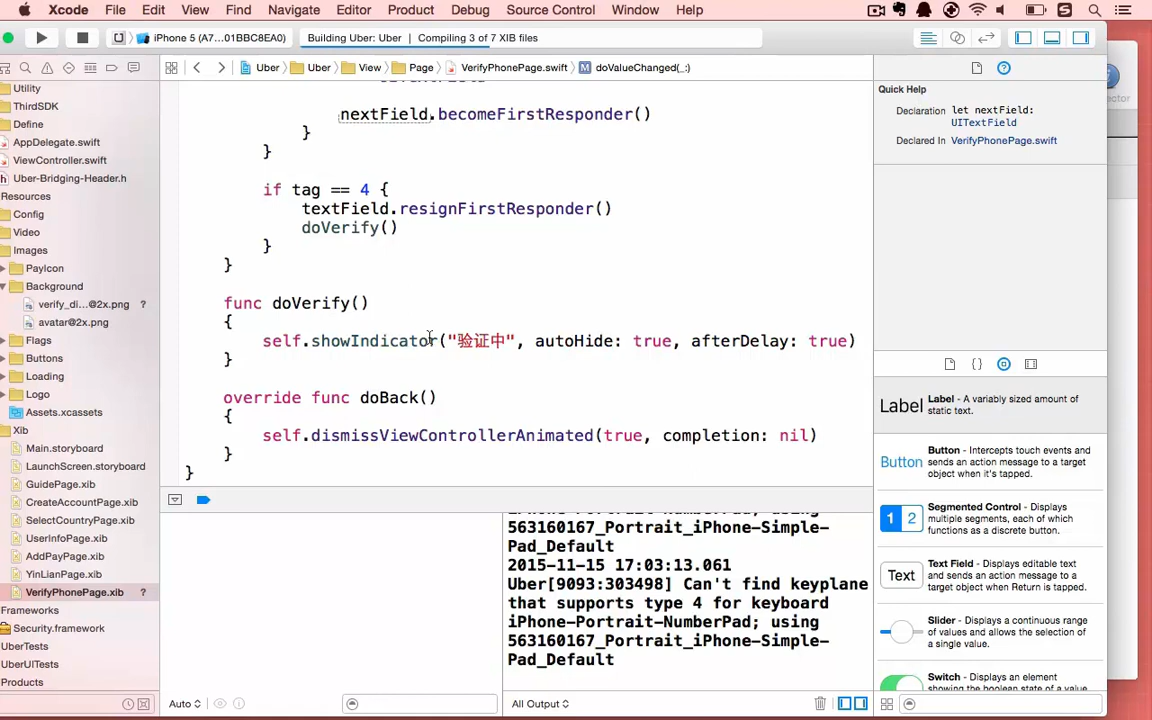 Xcode File Edit View Find Navigate Editor Product Debug Source Control Window Help
iPhone 5 (A7...01BBC8EA0)
Building Uber: Uber | Compiling 3 of 7 XIB files
Uber Uber View Page VerifyPhonePage.swift M doValueChanged(_:)
Utility
ThirdSDK
Define
AppDelegate.swift
ViewController.swift
Uber-Bridging-Header.h
Resources
Config
Video
Images
PayIcon
Background
verify_di...@2x.png ?
avatar@2x.png
Flags
Buttons
Loading
Logo
Assets.xcassets
Xib
Main.storyboard
LaunchScreen.storyboard
GuidePage.xib
CreateAccountPage.xib
SelectCountryPage.xib
UserInfoPage.xib
AddPayPage.xib
YinLianPage.xib
VerifyPhonePage.xib ?
Frameworks
Security.framework
UberTests
UberUITests
Products
nextField.becomeFirstResponder()
}
}
if tag == 4 {
textField.resignFirstResponder()
doVerify()
}
}
func doVerify()
{
self.showIndicator("验证中", autoHide: true, afterDelay: true)
}
override func doBack()
{
self.dismissViewControllerAnimated(true, completion: nil)
}
}
563160167_Portrait_iPhone-Simple-
Pad_Default
2015-11-15 17:03:13.061
Uber[9093:303498] Can't find keyplane
that supports type 4 for keyboard
iPhone-Portrait-NumberPad; using
563160167_Portrait_iPhone-Simple-
Pad_Default
Auto
All Output
Quick Help
Declaration let nextField:
UITextField
Declared In VerifyPhonePage.swift
Label Label - A variably sized amount of
static text.
Button Button - Intercepts touch events and
sends an action message to a target
object when it's tapped.
1 2 Segmented Control - Displays
multiple segments, each of which
functions as a discrete button.
Text Text Field - Displays editable text
and sends an action message to a
target object when Return is tapped.
Slider - Displays a continuous range
of values and allows the selection of
a single value.
Switch - Displays an element
showing the boolean state of a value